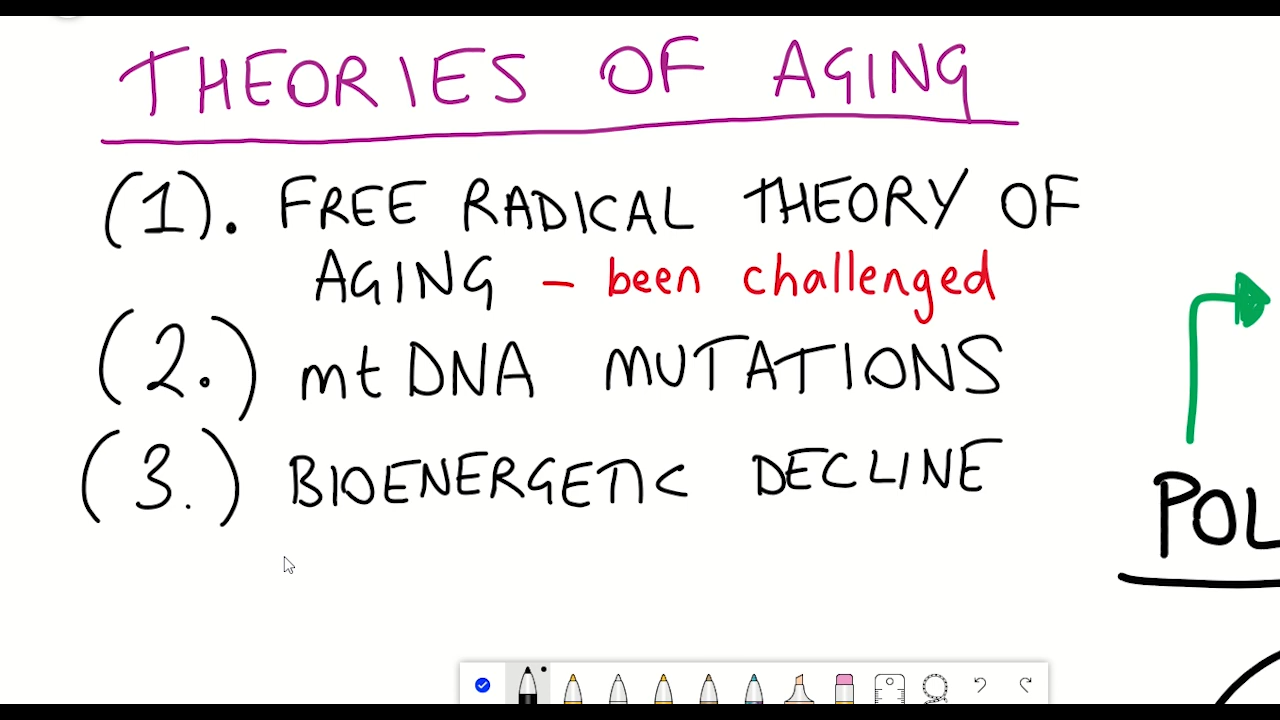 THEORIES OF AGING
(1). FREE RADICAL THEORY OF
AGING - been challenged
(2.) mtDNA MUTATIONS
(3.) BIOENERGETIC DECLINE
POL